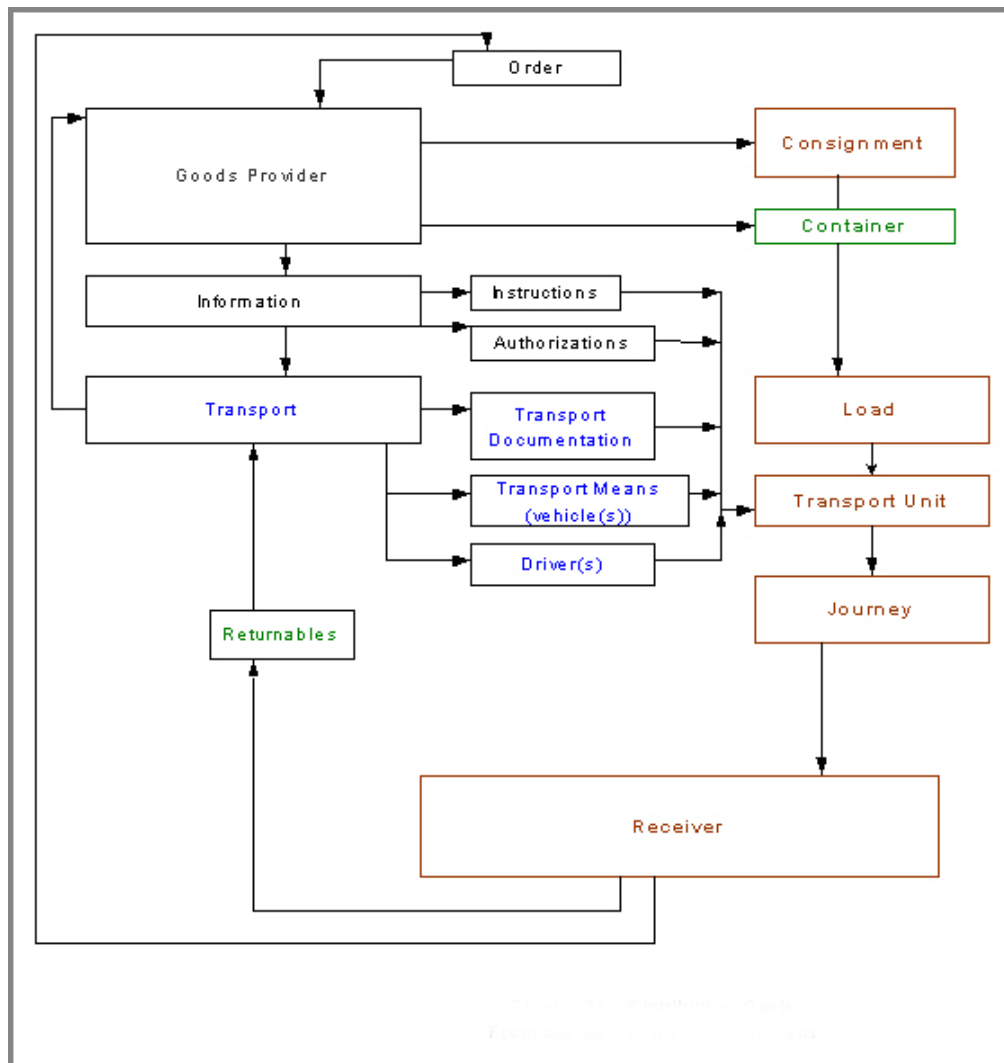 Order
Goods Provider
Consignment
Container
Information
Instructions
Authorizations
Transport
Transport
Documentation
Load
Transport Means
(vehicle(s))
Transport Unit
Driver(s)
Journey
Returnables
Receiver